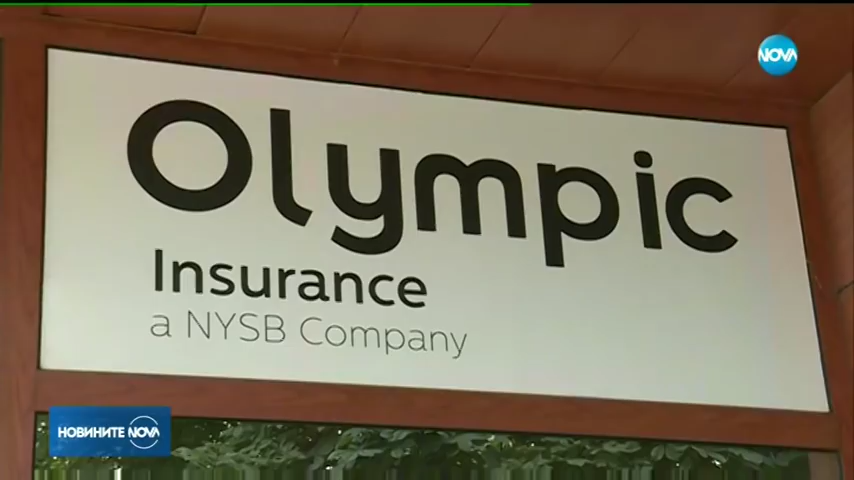 NOVA
Olympic
Insurance
a NYSB Company
НОВИНИТЕ NOVA